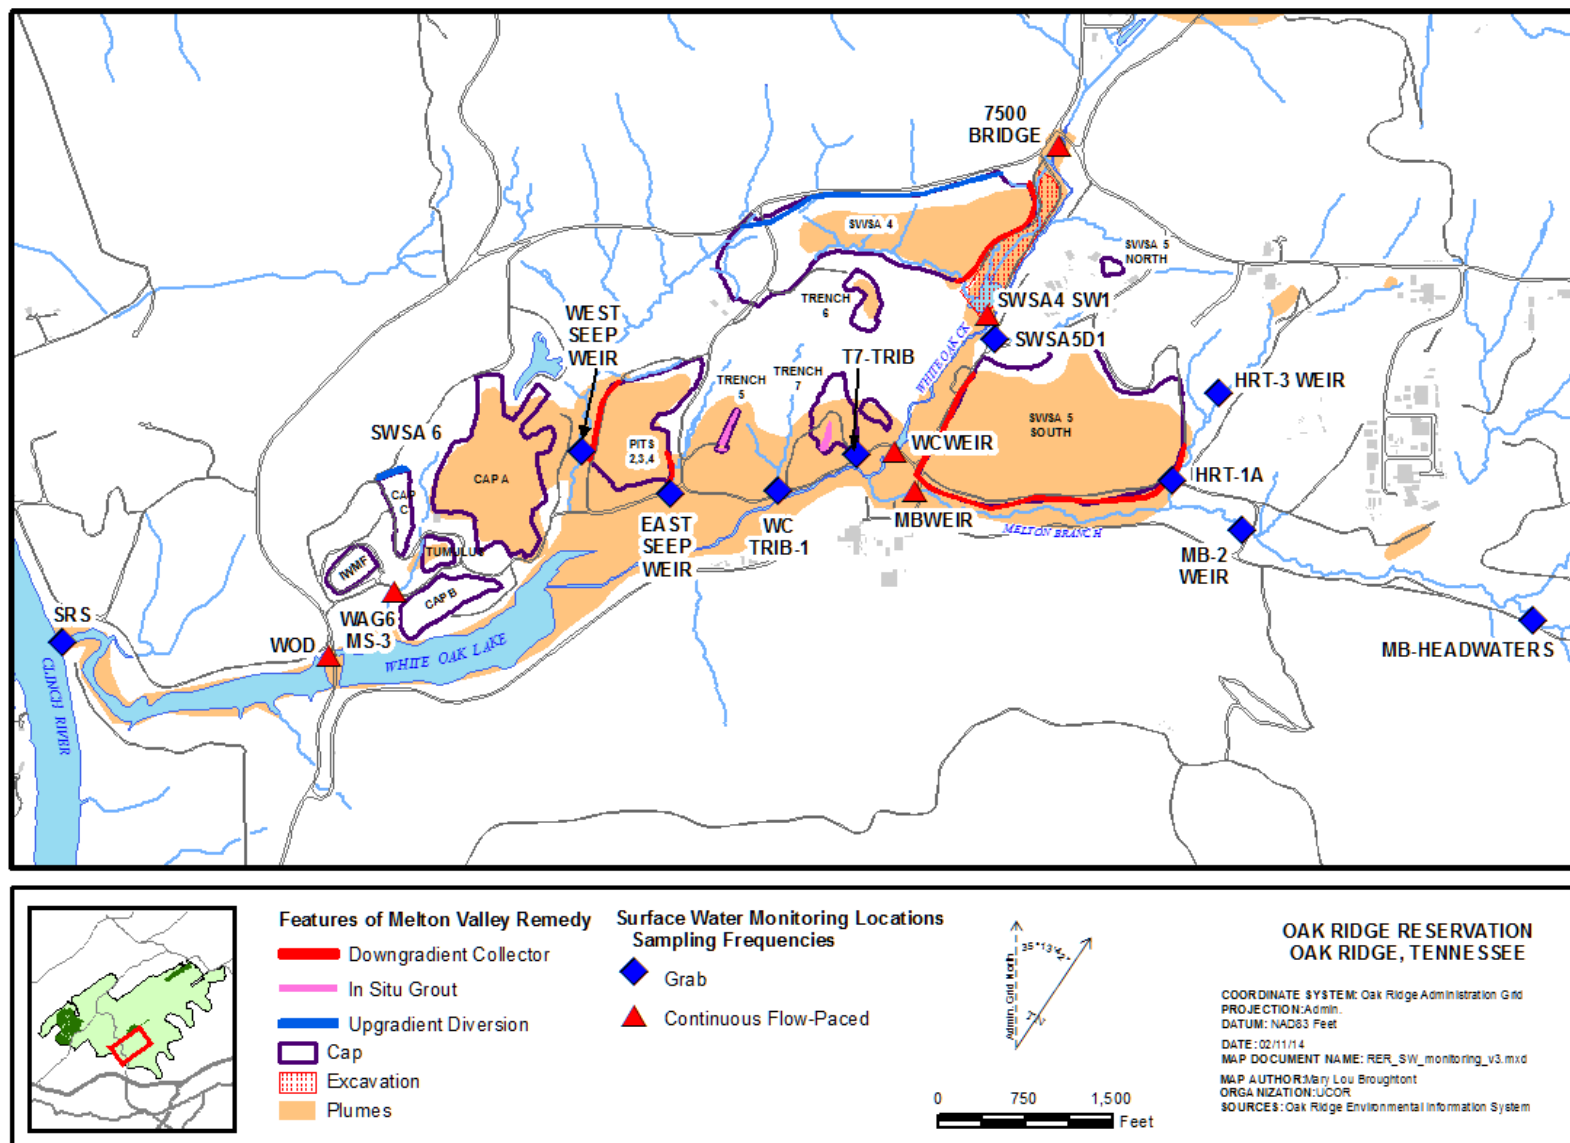 7500
BRIDGE
SWSA 4
SWSA 5
NORTH
TRENCH
6
SWSA4 SW1
SWSA5D1
WHITE OAK CK
WEST
SEEP
WEIR
T7-TRIB
TRENCH
5
TRENCH
7
HRT-3 WEIR
SWSA 6
SWSA 5
SOUTH
PITS
2,3,4
WCWEIR
CAP A
HRT-1A
CAP
C
MBWEIR
EAST
SEEP
WEIR
WC
TRIB-1
MELTON BRANCH
MB-2
WEIR
TUMULUS
IWMF
CAP B
SRS
WAG6
MS-3
WOD
WHITE OAK LAKE
MB-HEADWATERS
CLINCH RIVER
Features of Melton Valley Remedy
Downgradient Collector
In Situ Grout
Upgradient Diversion
Cap
Excavation
Plumes
Surface Water Monitoring Locations
Sampling Frequencies
Grab
Continuous Flow-Paced
Admin. Grid North
35°13'42"
0 750 1,500
Feet
OAK RIDGE RESERVATION
OAK RIDGE, TENNESSEE
COORDINATE SYSTEM: Oak Ridge Administration Grid
PROJECTION:Admin.
DATUM: NAD83 Feet
DATE: 02/11/14
MAP DOCUMENT NAME: RER_SW_monitoring_v3.mxd
MAP AUTHOR:Mary Lou Broughtont
ORGANIZATION:UCOR
SOURCES: Oak Ridge Environmental Information System